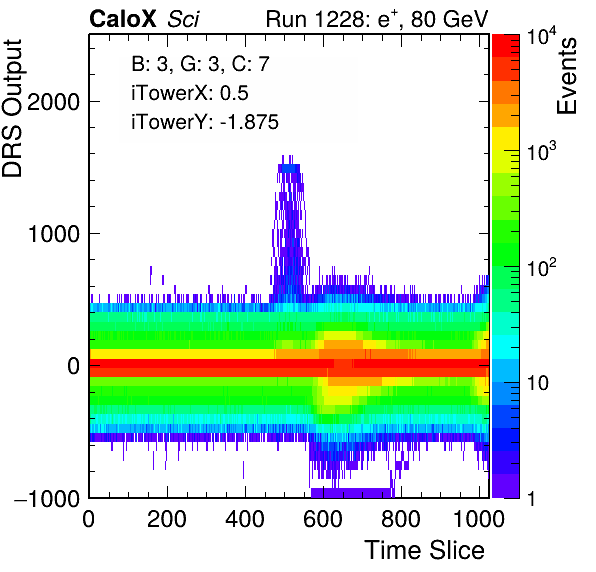 CaloX Sci Run 1228: e+, 80 GeV
B: 3, G: 3, C: 7
iTowerX: 0.5
iTowerY: -1.875
DRS Output
2000
1000
0
−1000
0 200 400 600 800 1000
Time Slice
Events
10^4
10^3
10^2
10
1